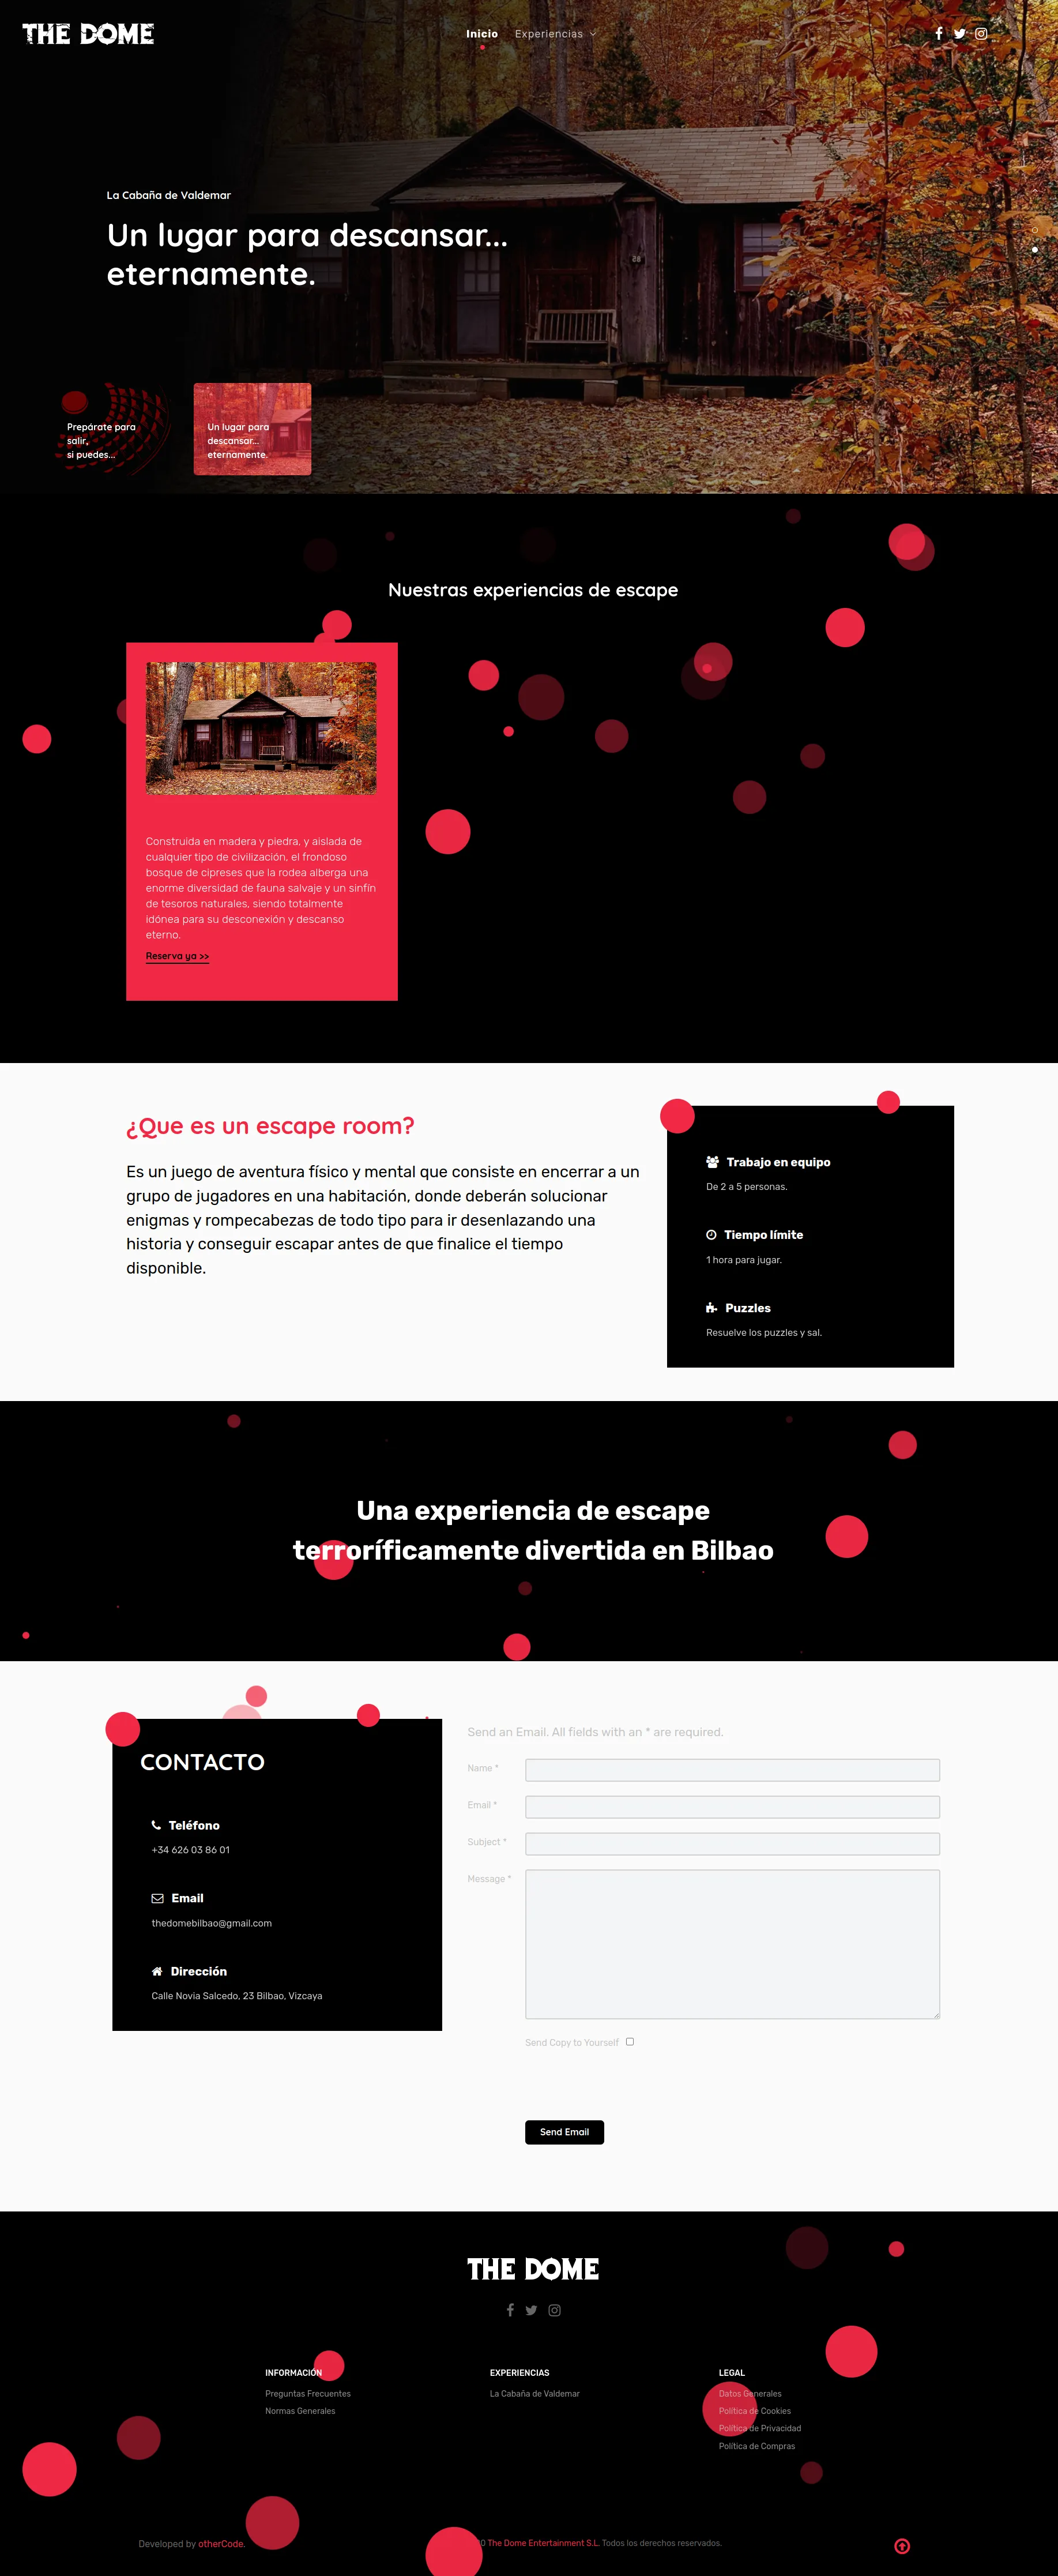 THE DOME
Inicio
Experiencias
La Cabaña de Valdemar
Un lugar para descansar...
eternamente.
28
Prepárate para
salir,
si puedes...
Un lugar para
descansar...
eternamente.
Nuestras experiencias de escape
Construida en madera y piedra, y aislada de
cualquier tipo de civilización, el frondoso
bosque de cipreses que la rodea alberga una
enorme diversidad de fauna salvaje y un sinfín
de tesoros naturales, siendo totalmente
idónea para su desconexión y descanso
eterno.
Reserva ya >>
¿Que es un escape room?
Es un juego de aventura físico y mental que consiste en encerrar a un
grupo de jugadores en una habitación, donde deberán solucionar
enigmas y rompecabezas de todo tipo para ir desenlazando una
historia y conseguir escapar antes de que finalice el tiempo
disponible.
Trabajo en equipo
De 2 a 5 personas.
Tiempo límite
1 hora para jugar.
Puzzles
Resuelve los puzzles y sal.
Una experiencia de escape
terroríficamente divertida en Bilbao
CONTACTO
Teléfono
+34 626 03 86 01
Email
thedomebilbao@gmail.com
Dirección
Calle Novia Salcedo, 23 Bilbao, Vizcaya
Send an Email. All fields with an * are required.
Name *
Email *
Subject *
Message *
Send Copy to Yourself
Send Email
THE DOME
INFORMACIÓN
Preguntas Frecuentes
Normas Generales
EXPERIENCIAS
La Cabaña de Valdemar
LEGAL
Datos Generales
Política de Cookies
Política de Privacidad
Política de Compras
Developed by otherCode.
The Dome Entertainment S.L. Todos los derechos reservados.